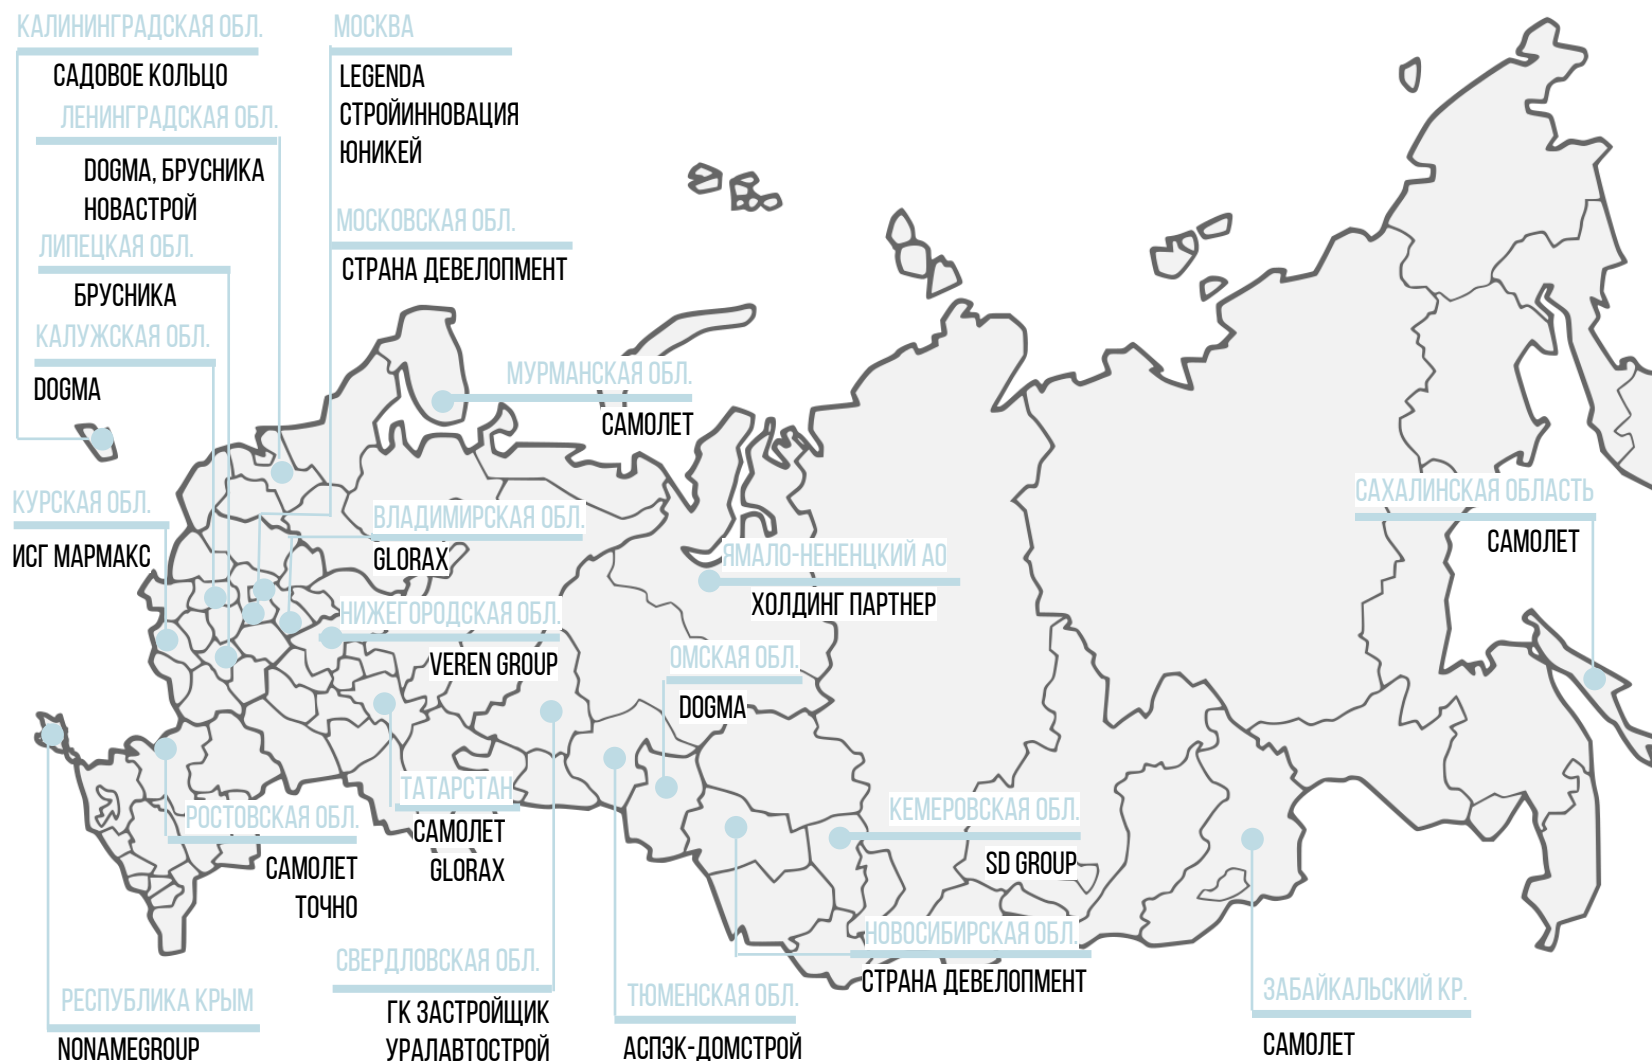 КАЛИНИНГРАДСКАЯ ОБЛ.
САДОВОЕ КОЛЬЦО
ЛЕНИНГРАДСКАЯ ОБЛ.
DOGMA, БРУСНИКА
НОВАСТРОЙ
ЛИПЕЦКАЯ ОБЛ.
БРУСНИКА
КАЛУЖСКАЯ ОБЛ.
DOGMA
МОСКВА
LEGENDA
СТРОЙИННОВАЦИЯ
ЮНИКЕЙ
МОСКОВСКАЯ ОБЛ.
СТРАНА ДЕВЕЛОПМЕНТ
МУРМАНСКАЯ ОБЛ.
САМОЛЕТ
КУРСКАЯ ОБЛ.
ИСГ МАРМАКС
ВЛАДИМИРСКАЯ ОБЛ.
GLORAX
НИЖЕГОРОДСКАЯ ОБЛ.
VEREN GROUP
ЯМАЛО-НЕНЕНЦКИЙ АО
ХОЛДИНГ ПАРТНЕР
ОМСКАЯ ОБЛ.
DOGMA
САХАЛИНСКАЯ ОБЛАСТЬ
САМОЛЕТ
ТАТАРСТАН
САМОЛЕТ
GLORAX
РОСТОВСКАЯ ОБЛ.
САМОЛЕТ
ТОЧНО
КЕМЕРОВСКАЯ ОБЛ.
SD GROUP
НОВОСИБИРСКАЯ ОБЛ.
СТРАНА ДЕВЕЛОПМЕНТ
РЕСПУБЛИКА КРЫМ
NONAMEGROUP
СВЕРДЛОВСКАЯ ОБЛ.
ГК ЗАСТРОЙЩИК
УРАЛАВТОСТРОЙ
ТЮМЕНСКАЯ ОБЛ.
АСПЭК-ДОМСТРОЙ
ЗАБАЙКАЛЬСКИЙ КР.
САМОЛЕТ